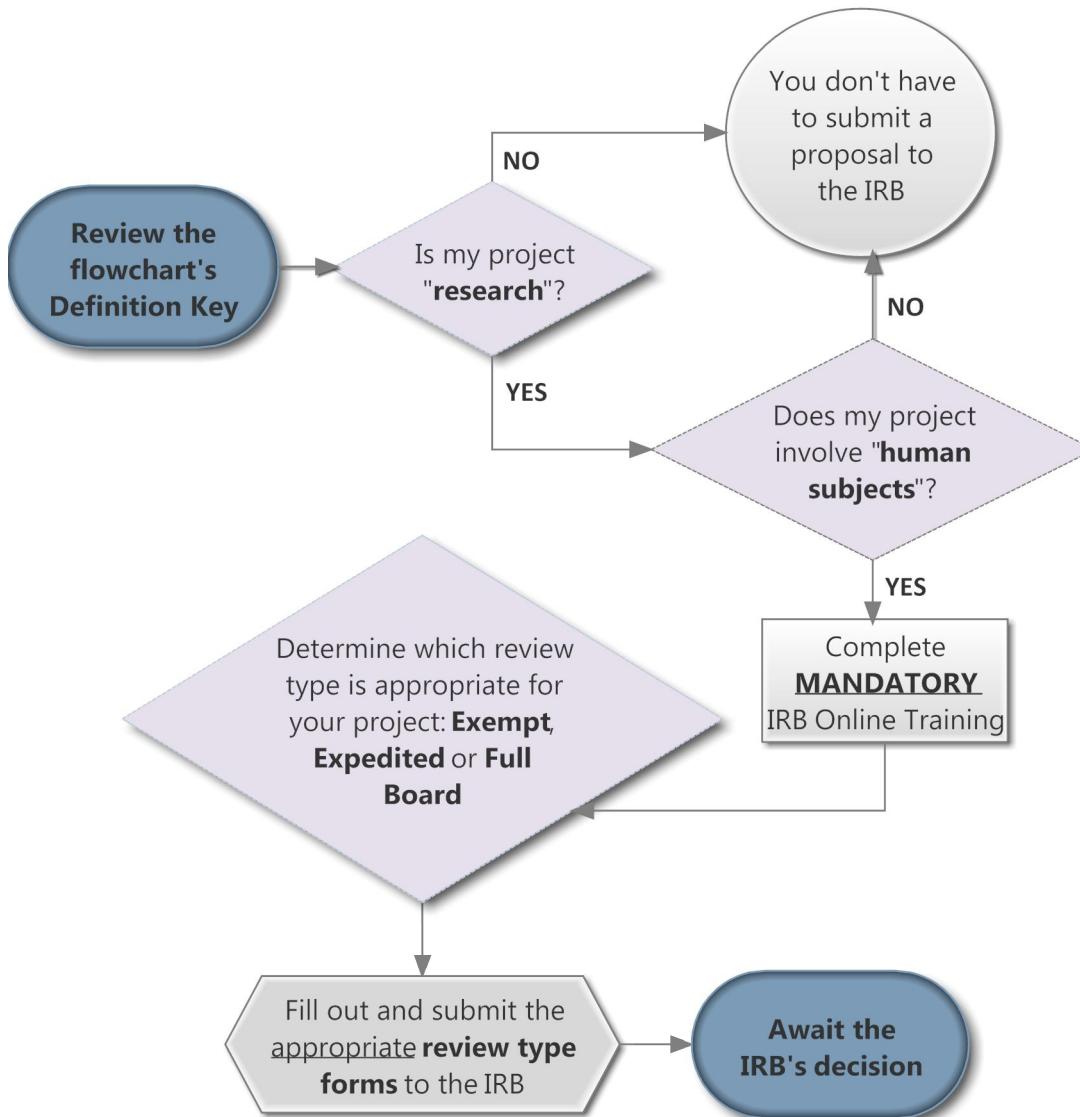 You don't have
to submit a
proposal to
the IRB
NO
Review the
flowchart's
Definition Key
Is my project
"research"?
YES
NO
Does my project
involve "human
subjects"?
YES
Complete
MANDATORY
IRB Online Training
Determine which review
type is appropriate for
your project: Exempt,
Expedited or Full
Board
Fill out and submit the
appropriate review type
forms to the IRB
Await the
IRB's decision